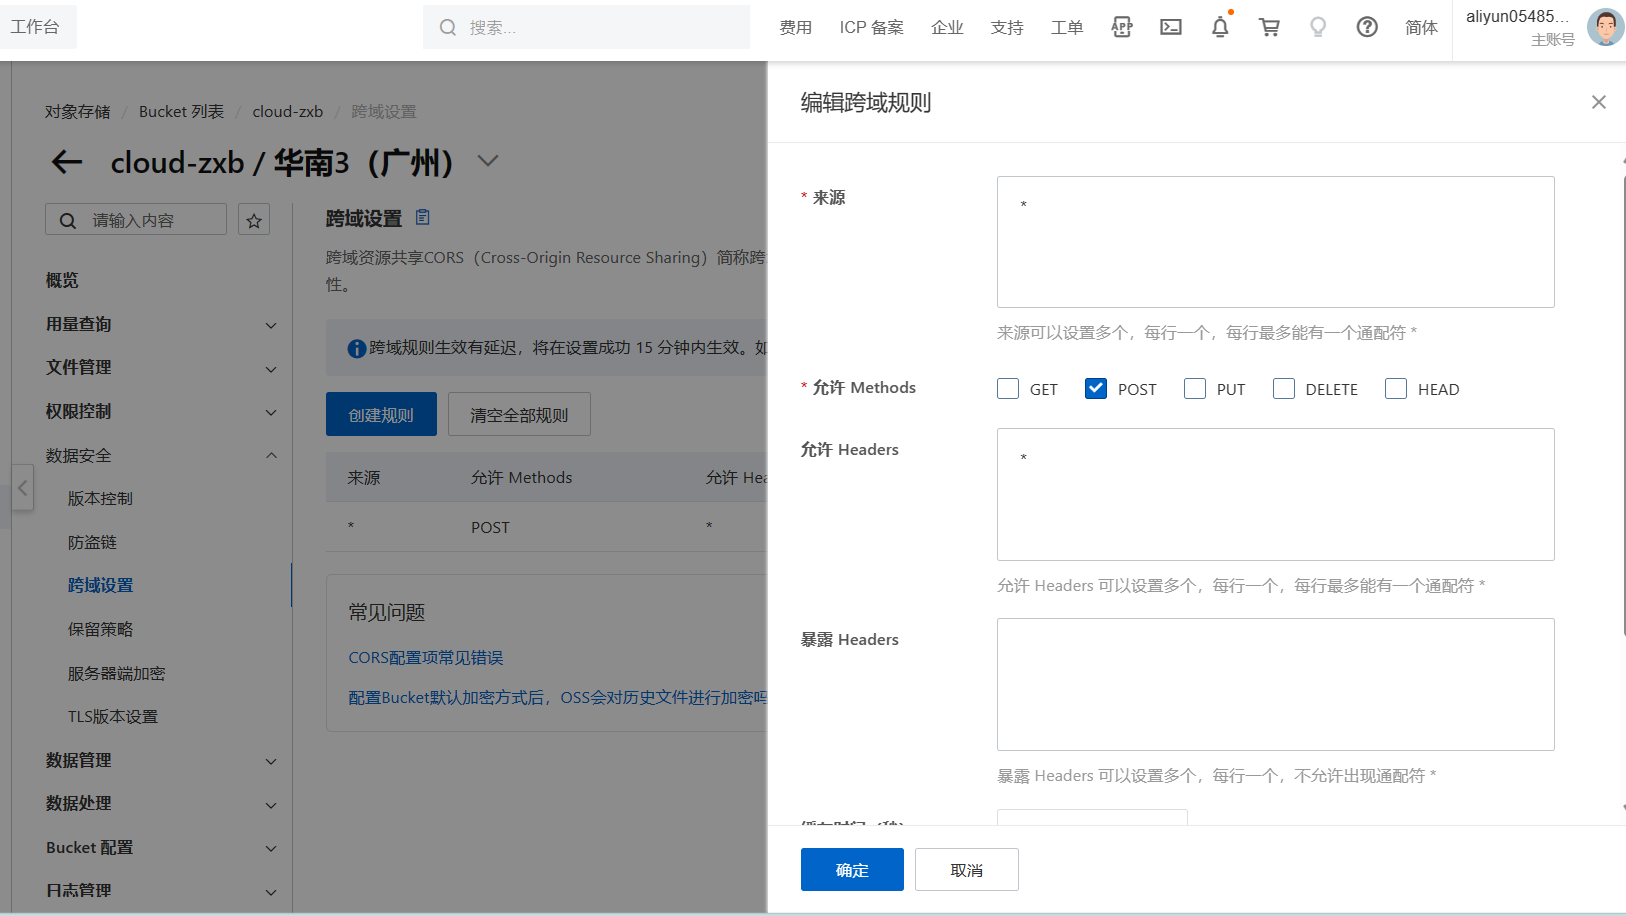 工作台
搜索...
费用
ICP 备案
企业
支持
工单
APP
简体
aliyun05485...
主账号
对象存储 / Bucket 列表 / cloud-zxb / 跨域设置
cloud-zxb / 华南3（广州）
请输入内容
概览
用量查询
文件管理
权限控制
数据安全
版本控制
防盗链
跨域设置
保留策略
服务器端加密
TLS版本设置
数据管理
数据处理
Bucket 配置
日志管理
跨域设置
跨域资源共享CORS（Cross-Origin Resource Sharing）简称跨
性。
跨域规则生效有延迟，将在设置成功 15 分钟内生效。如
创建规则
清空全部规则
来源 允许 Methods 允许 Hea
* POST *
常见问题
CORS配置项常见错误
配置Bucket默认加密方式后，OSS会对历史文件进行加密吗
编辑跨域规则
* 来源
*
来源可以设置多个，每行一个，每行最多能有一个通配符 *
* 允许 Methods
GET POST PUT DELETE HEAD
允许 Headers
*
允许 Headers 可以设置多个，每行一个，每行最多能有一个通配符 *
暴露 Headers
暴露 Headers 可以设置多个，每行一个，不允许出现通配符 *
确定
取消